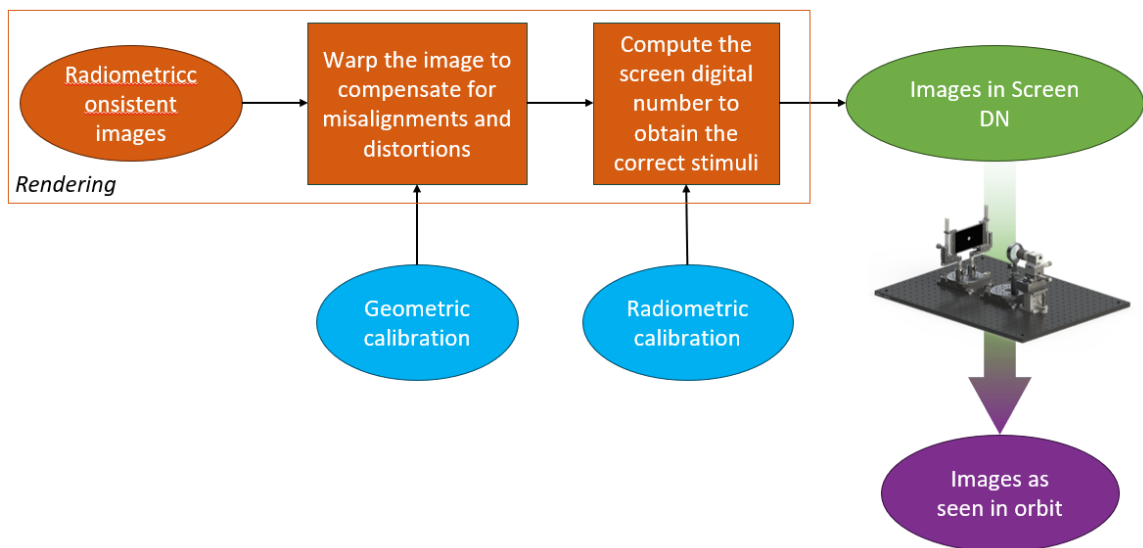 Radiometricc
onsistent
images
Warp the image to
compensate for
misalignments and
distortions
Compute the
screen digital
number to
obtain the
correct stimuli
Images in Screen
DN
Rendering
Geometric
calibration
Radiometric
calibration
Images as
seen in orbit